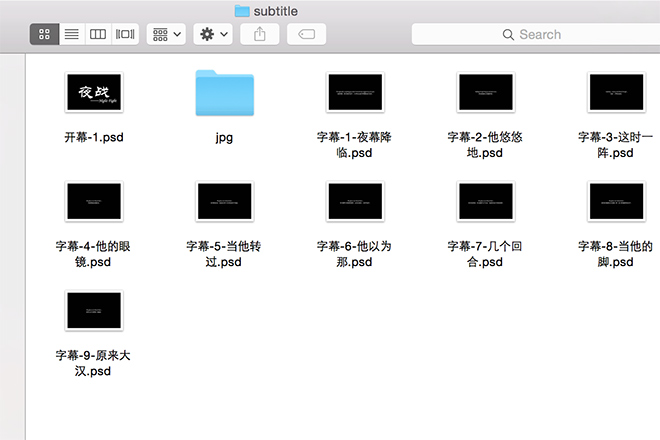 subtitle
Search
夜战
——Night Fight
开幕-1.psd
jpg
字幕-1-夜幕降
临.psd
字幕-2-他悠悠
地.psd
字幕-3-这时一
阵.psd
字幕-4-他的眼
镜.psd
字幕-5-当他转
过.psd
字幕-6-他以为
那.psd
字幕-7-几个回
合.psd
字幕-8-当他的
脚.psd
字幕-9-原来大
汉.psd